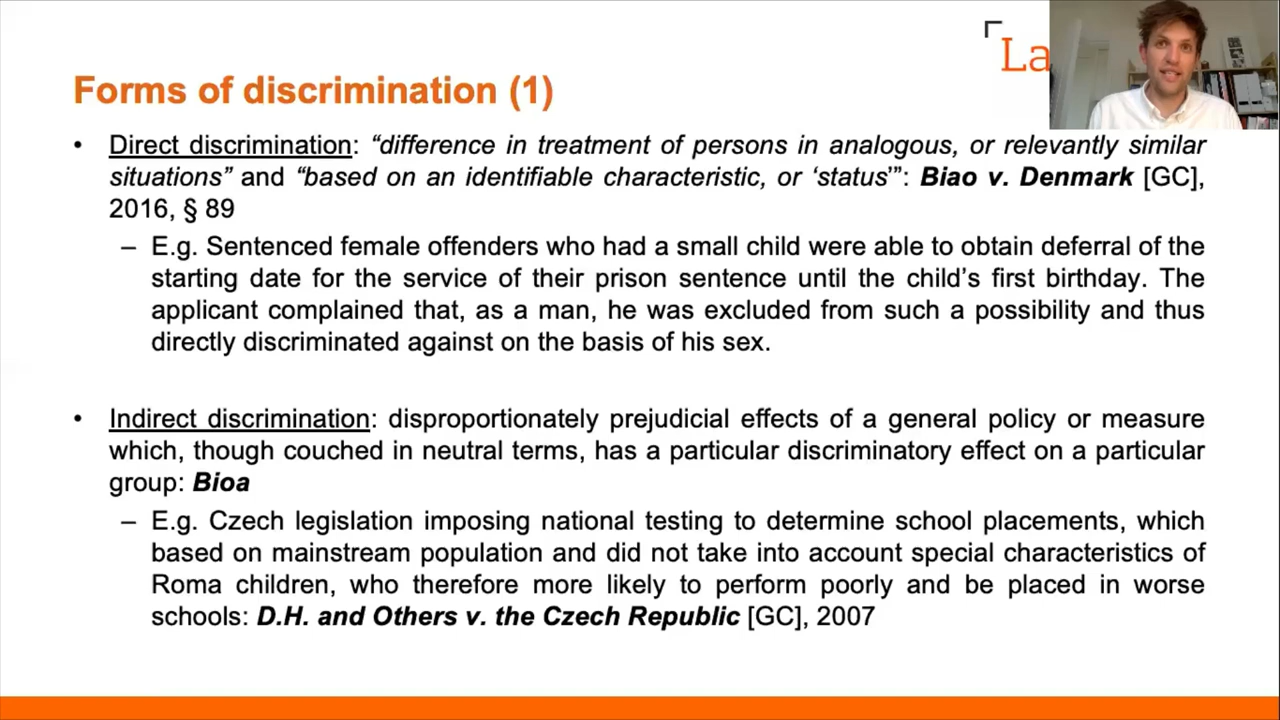 La
Forms of discrimination (1)
• Direct discrimination: “difference in treatment of persons in analogous, or relevantly similar
situations” and “based on an identifiable characteristic, or ‘status’”: Biao v. Denmark [GC],
2016, § 89
– E.g. Sentenced female offenders who had a small child were able to obtain deferral of the
starting date for the service of their prison sentence until the child’s first birthday. The
applicant complained that, as a man, he was excluded from such a possibility and thus
directly discriminated against on the basis of his sex.
• Indirect discrimination: disproportionately prejudicial effects of a general policy or measure
which, though couched in neutral terms, has a particular discriminatory effect on a particular
group: Bioa
– E.g. Czech legislation imposing national testing to determine school placements, which
based on mainstream population and did not take into account special characteristics of
Roma children, who therefore more likely to perform poorly and be placed in worse
schools: D.H. and Others v. the Czech Republic [GC], 2007